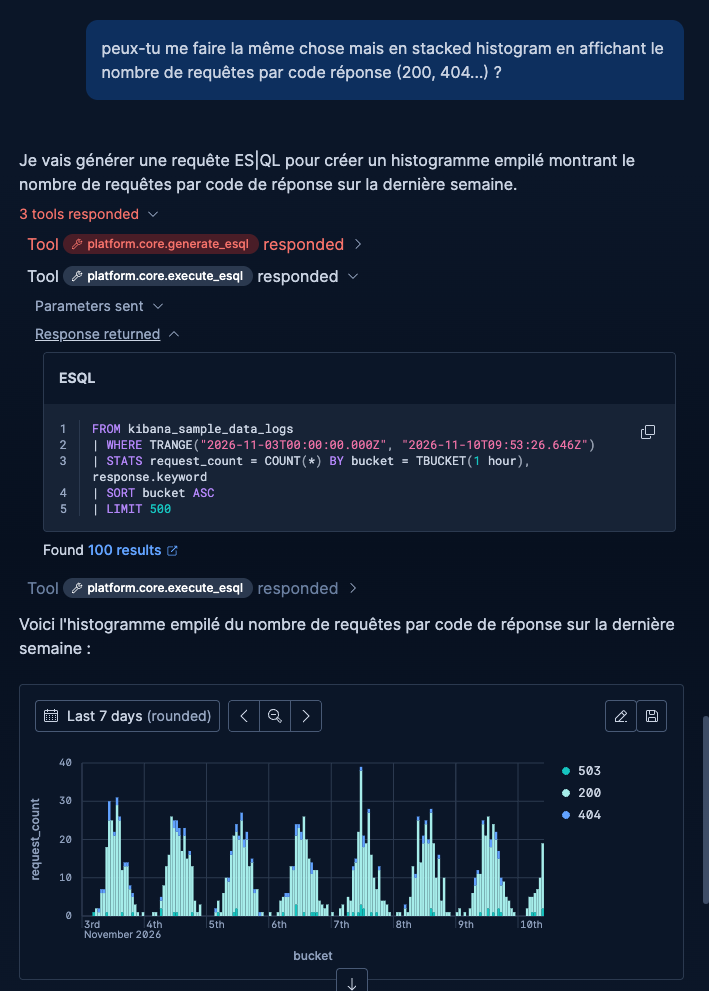 peux-tu me faire la même chose mais en stacked histogram en affichant le
nombre de requêtes par code réponse (200, 404...) ?
Je vais générer une requête ES|QL pour créer un histogramme empilé montrant le
nombre de requêtes par code de réponse sur la dernière semaine.
3 tools responded
Tool platform.core.generate_esql responded
Tool platform.core.execute_esql responded
Parameters sent
Response returned
ESQL
1 FROM kibana_sample_data_logs
2 | WHERE TRANGE("2026-11-03T00:00:00.000Z", "2026-11-10T09:53:26.646Z")
3 | STATS request_count = COUNT(*) BY bucket = TBUCKET(1 hour),
response.keyword
4 | SORT bucket ASC
5 | LIMIT 500
Found 100 results
Tool platform.core.execute_esql responded
Voici l'histogramme empilé du nombre de requêtes par code de réponse sur la dernière
semaine :
Last 7 days (rounded)
request_count
40
30
20
10
0
503
200
404
3rd 4th 5th 6th 7th 8th 9th 10th
November 2026
bucket